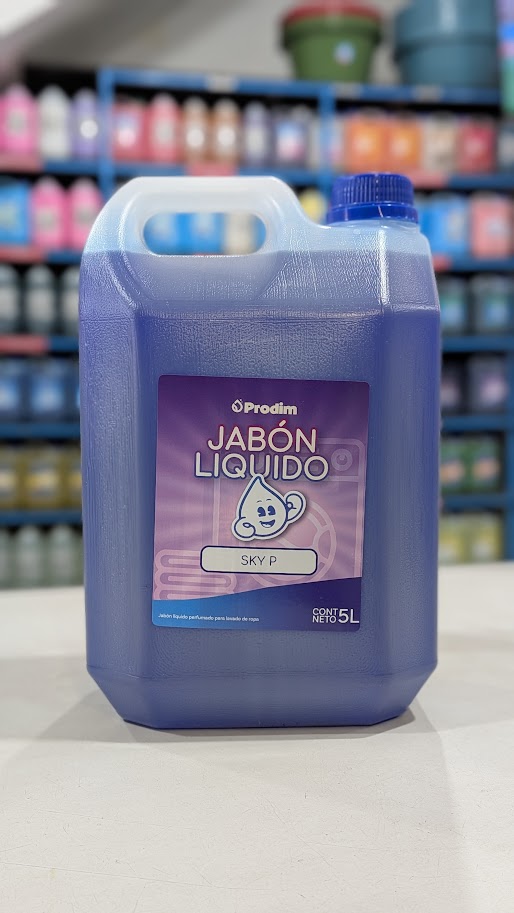 Prodim
JABÓN
LIQUIDO
SKY P
Jabón líquido perfumado para lavado de ropa
CONT
NETO 5L